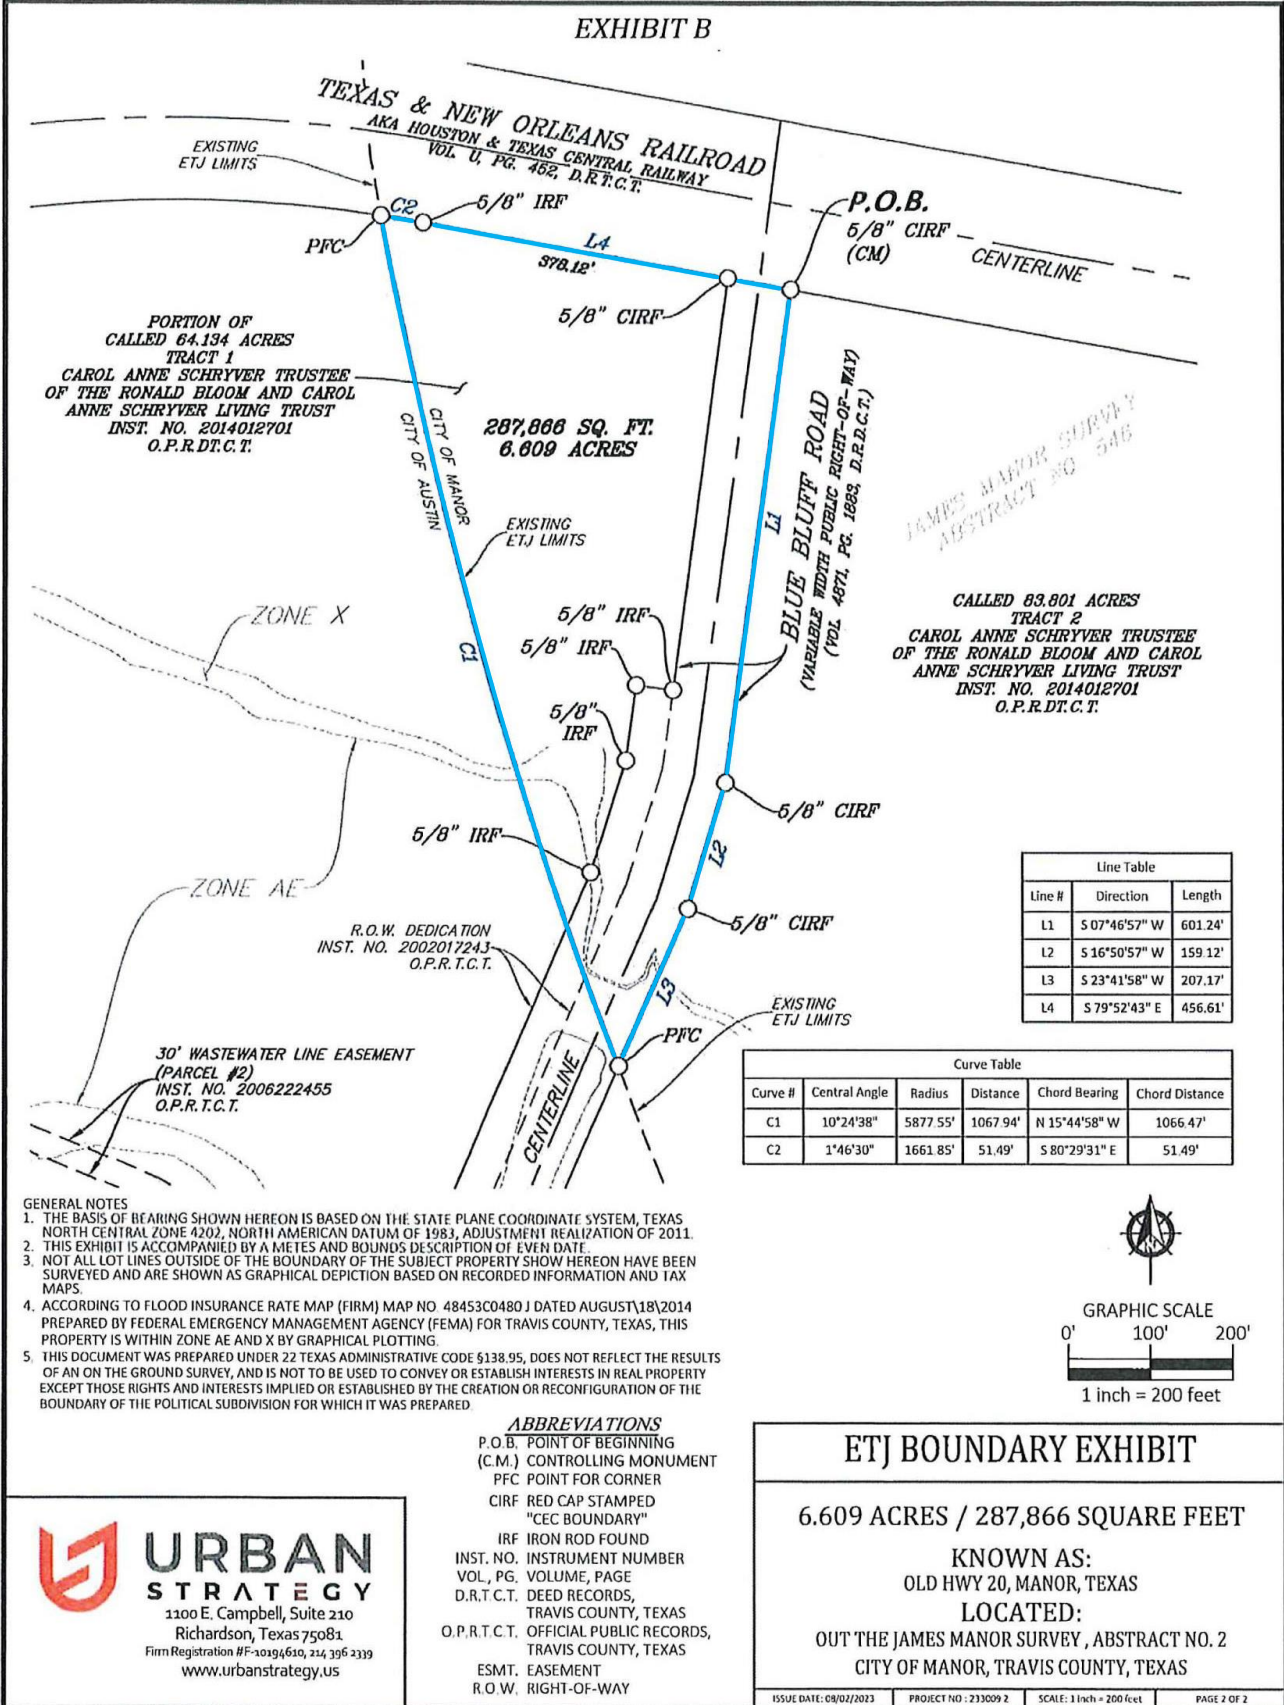 EXHIBIT B
TEXAS & NEW ORLEANS RAILROAD
AKA HOUSTON & TEXAS CENTRAL RAILWAY
VOL. U, PG. 462, D.R.T.C.T.
EXISTING
ETJ LIMITS
C2
5/8" IRF
PFC
L4
378.12'
P.O.B.
5/8" CIRF
(CM)
CENTERLINE
5/8" CIRF
PORTION OF
CALLED 64.134 ACRES
TRACT 1
CAROL ANNE SCHRYVER TRUSTEE
OF THE RONALD BLOOM AND CAROL
ANNE SCHRYVER LIVING TRUST
INST. NO. 2014012701
O.P.R.DT.C.T.
CITY OF MANOR
CITY OF AUSTIN
287,866 SQ. FT.
6.609 ACRES
EXISTING
ETJ LIMITS
BLUE BLUFF ROAD
(VARIABLE WIDTH PUBLIC RIGHT-OF-WAY)
(VOL. 4871, PG. 1883, D.R.D.C.T.)
L1
JAMES MANOR SURVEY
ABSTRACT NO 546
ZONE X
C1
5/8" IRF
5/8" IRF
5/8"
IRF
CALLED 83.801 ACRES
TRACT 2
CAROL ANNE SCHRYVER TRUSTEE
OF THE RONALD BLOOM AND CAROL
ANNE SCHRYVER LIVING TRUST
INST. NO. 2014012701
O.P.R.DT.C.T.
5/8" CIRF
5/8" IRF
L2
ZONE AE
5/8" CIRF
R.O.W. DEDICATION
INST. NO. 2002017243
O.P.R.T.C.T.
L3
EXISTING
ETJ LIMITS
PFC
CENTERLINE
30' WASTEWATER LINE EASEMENT
(PARCEL #2)
INST. NO. 2006222455
O.P.R.T.C.T.
Line Table
Line # Direction Length
L1 S 07°46'57" W 601.24'
L2 S 16°50'57" W 159.12'
L3 S 23°41'58" W 207.17'
L4 S 79°52'43" E 456.61'
Curve Table
Curve # Central Angle Radius Distance Chord Bearing Chord Distance
C1 10°24'38" 5877.55' 1067.94' N 15°44'58" W 1066.47'
C2 1°46'30" 1661.85' 51.49' S 80°29'31" E 51.49'
GENERAL NOTES
1. THE BASIS OF BEARING SHOWN HEREON IS BASED ON THE STATE PLANE COORDINATE SYSTEM, TEXAS
NORTH CENTRAL ZONE 4202, NORTH AMERICAN DATUM OF 1983, ADJUSTMENT REALIZATION OF 2011.
2. THIS EXHIBIT IS ACCOMPANIED BY A METES AND BOUNDS DESCRIPTION OF EVEN DATE.
3. NOT ALL LOT LINES OUTSIDE OF THE BOUNDARY OF THE SUBJECT PROPERTY SHOW HEREON HAVE BEEN
SURVEYED AND ARE SHOWN AS GRAPHICAL DEPICTION BASED ON RECORDED INFORMATION AND TAX
MAPS.
4. ACCORDING TO FLOOD INSURANCE RATE MAP (FIRM) MAP NO. 48453C0480 J DATED AUGUST\18\2014
PREPARED BY FEDERAL EMERGENCY MANAGEMENT AGENCY (FEMA) FOR TRAVIS COUNTY, TEXAS, THIS
PROPERTY IS WITHIN ZONE AE AND X BY GRAPHICAL PLOTTING.
5. THIS DOCUMENT WAS PREPARED UNDER 22 TEXAS ADMINISTRATIVE CODE §138.95, DOES NOT REFLECT THE RESULTS
OF AN ON THE GROUND SURVEY, AND IS NOT TO BE USED TO CONVEY OR ESTABLISH INTERESTS IN REAL PROPERTY
EXCEPT THOSE RIGHTS AND INTERESTS IMPLIED OR ESTABLISHED BY THE CREATION OR RECONFIGURATION OF THE
BOUNDARY OF THE POLITICAL SUBDIVISION FOR WHICH IT WAS PREPARED
N
GRAPHIC SCALE
0' 100' 200'
1 inch = 200 feet
ABBREVIATIONS
P.O.B. POINT OF BEGINNING
(C.M.) CONTROLLING MONUMENT
PFC POINT FOR CORNER
CIRF RED CAP STAMPED
"CEC BOUNDARY"
IRF IRON ROD FOUND
INST. NO. INSTRUMENT NUMBER
VOL., PG. VOLUME, PAGE
D.R.T.C.T. DEED RECORDS,
TRAVIS COUNTY, TEXAS
O.P.R.T.C.T. OFFICIAL PUBLIC RECORDS,
TRAVIS COUNTY, TEXAS
ESMT. EASEMENT
R.O.W. RIGHT-OF-WAY
URBAN
STRATEGY
1100 E. Campbell, Suite 210
Richardson, Texas 75081
Firm Registration #F-10194610, 214 396 2339
www.urbanstrategy.us
ETJ BOUNDARY EXHIBIT
6.609 ACRES / 287,866 SQUARE FEET
KNOWN AS:
OLD HWY 20, MANOR, TEXAS
LOCATED:
OUT THE JAMES MANOR SURVEY , ABSTRACT NO. 2
CITY OF MANOR, TRAVIS COUNTY, TEXAS
ISSUE DATE: 08/02/2023 PROJECT NO : 233009 2 SCALE: 1 inch = 200 feet PAGE 2 OF 2